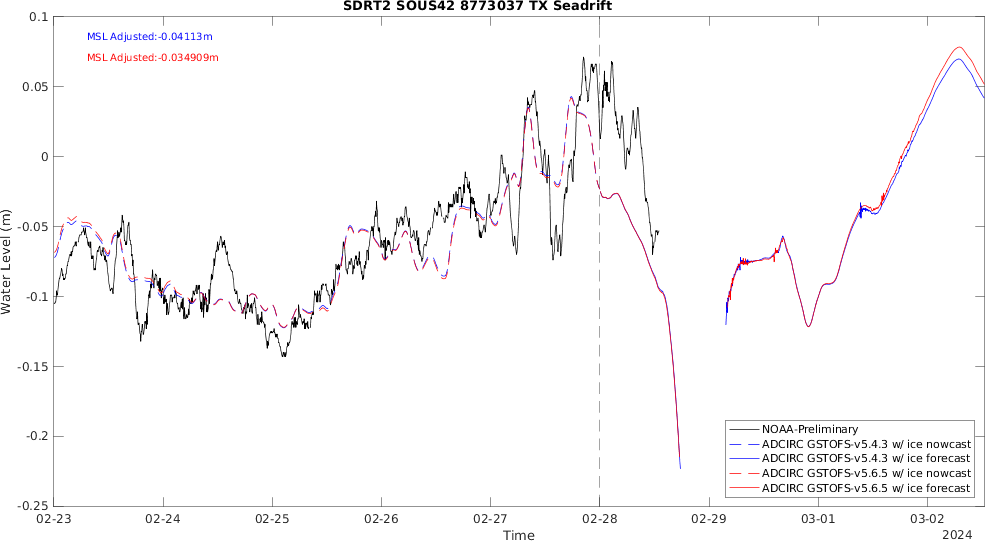 SDRT2 SOUS42 8773037 TX Seadrift
0.1
MSL Adjusted:-0.04113m
MSL Adjusted:-0.034909m
0.05
0
-0.05
-0.1
-0.15
-0.2
-0.25
Water Level (m)
NOAA-Preliminary
ADCIRC GSTOFS-v5.4.3 w/ ice nowcast
ADCIRC GSTOFS-v5.4.3 w/ ice forecast
ADCIRC GSTOFS-v5.6.5 w/ ice nowcast
ADCIRC GSTOFS-v5.6.5 w/ ice forecast
02-23 02-24 02-25 02-26 02-27 02-28 02-29 03-01 03-02
Time
2024